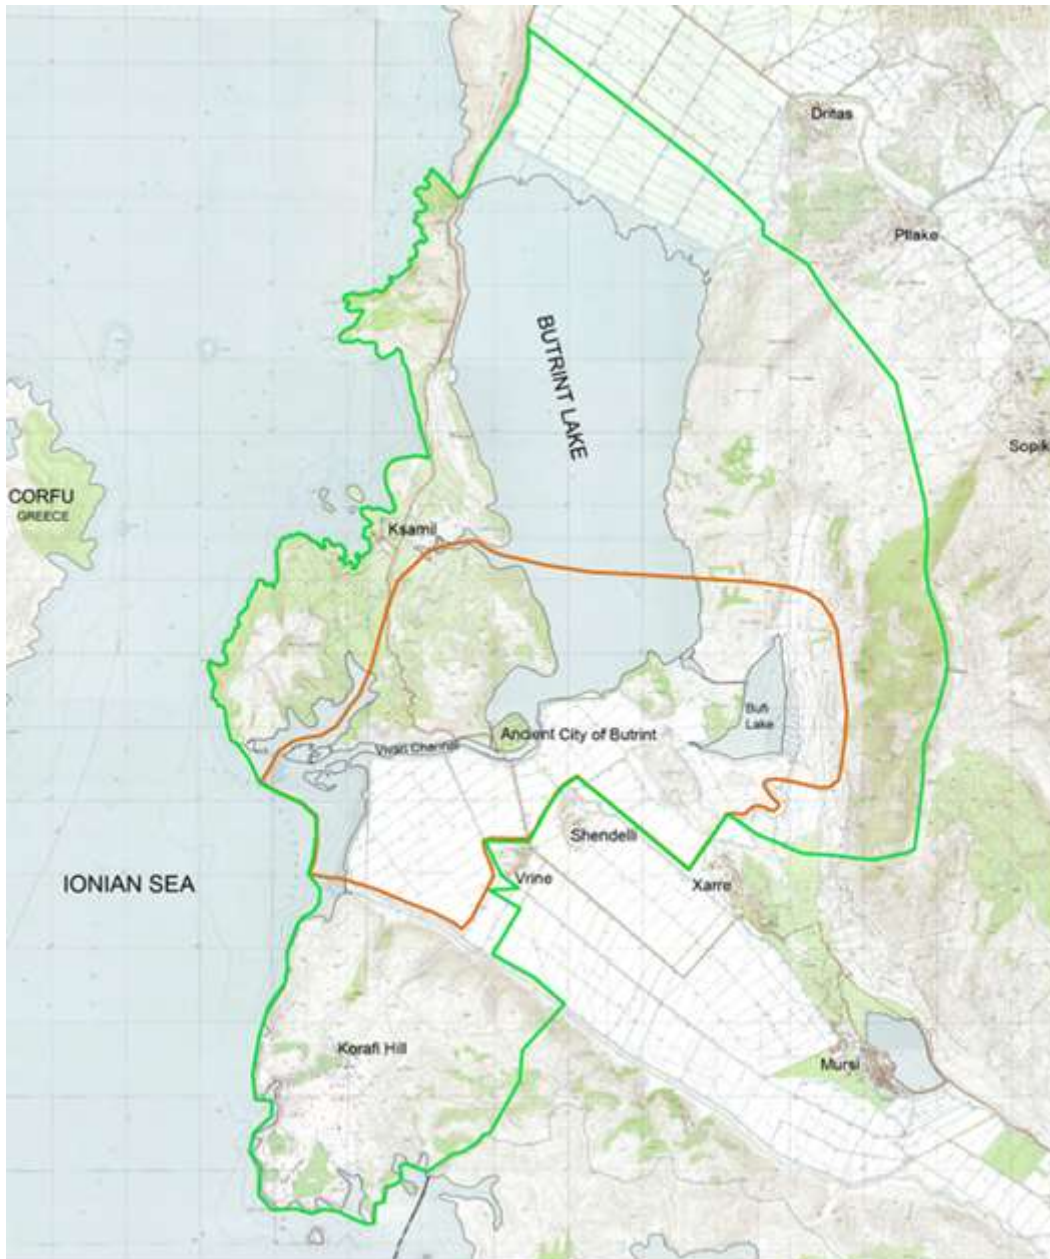 Dritas
Pllake
BUTRINT LAKE
Sopik
CORFU
GREECE
Ksamil
Ancient City of Butrint
Bufi
Lake
Vivari Channel
Shendelli
IONIAN SEA
Vrine
Xarre
Korafi Hill
Mursi